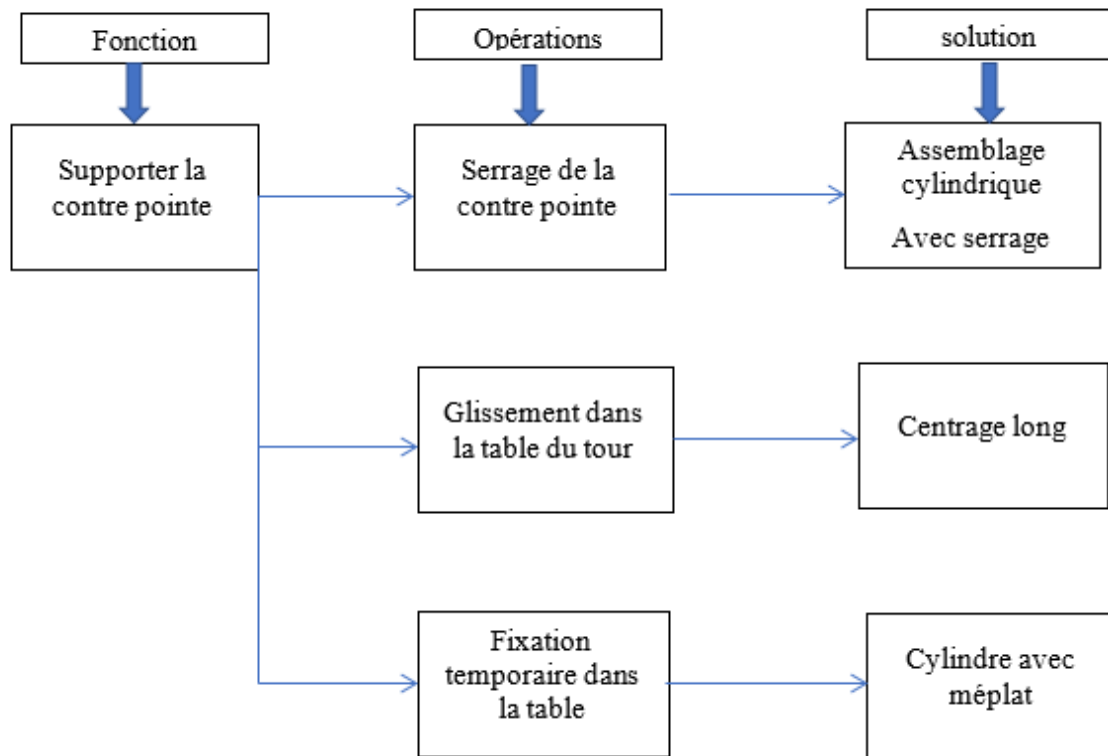 Fonction
Opérations
solution
Supporter la
contre pointe
Serrage de la
contre pointe
Assemblage
cylindrique
Avec serrage
Glissement dans
la table du tour
Centrage long
Fixation
temporaire dans
la table
Cylindre avec
méplat